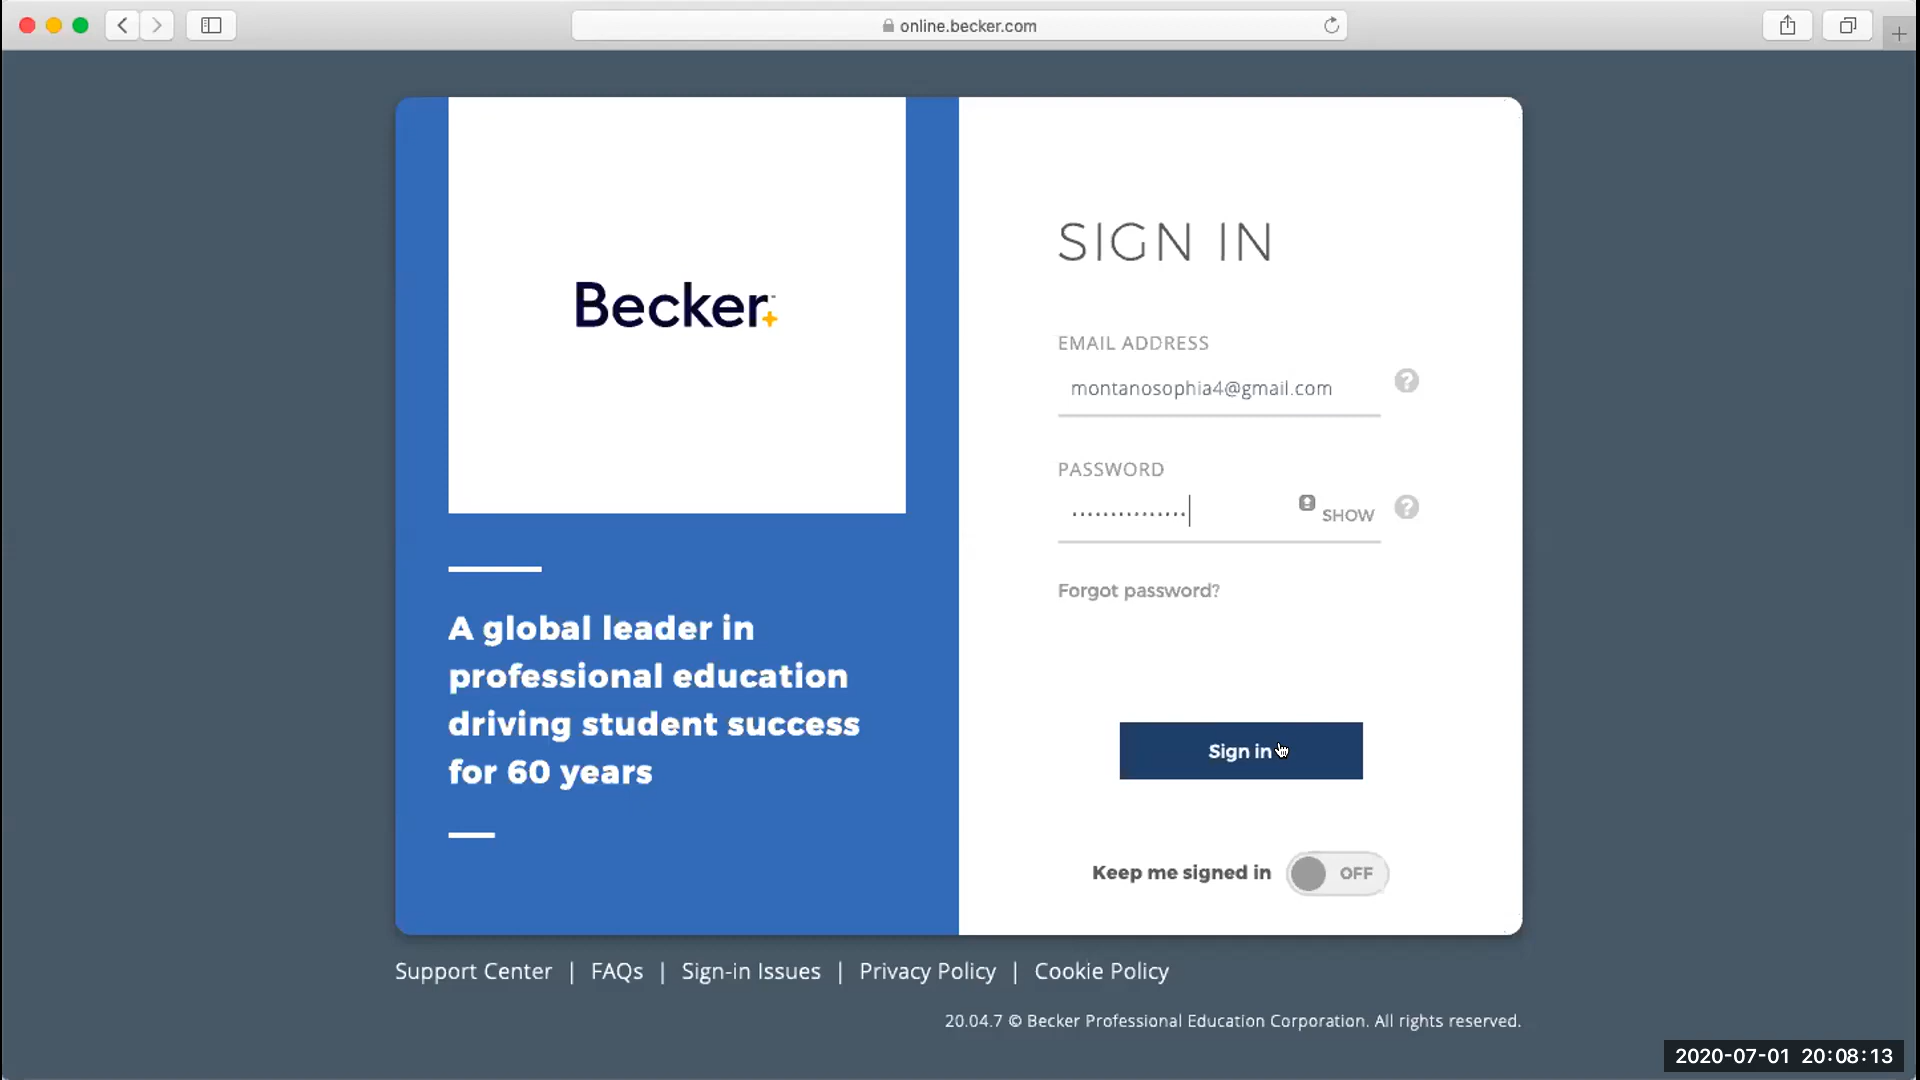 online.becker.com
Becker
SIGN IN
EMAIL ADDRESS
montanosophia4@gmail.com
PASSWORD
SHOW
Forgot password?
A global leader in
professional education
driving student success
for 60 years
Sign in
Keep me signed in OFF
Support Center | FAQs | Sign-in Issues | Privacy Policy | Cookie Policy
20.04.7 © Becker Professional Education Corporation. All rights reserved.
2020-07-01 20:08:13